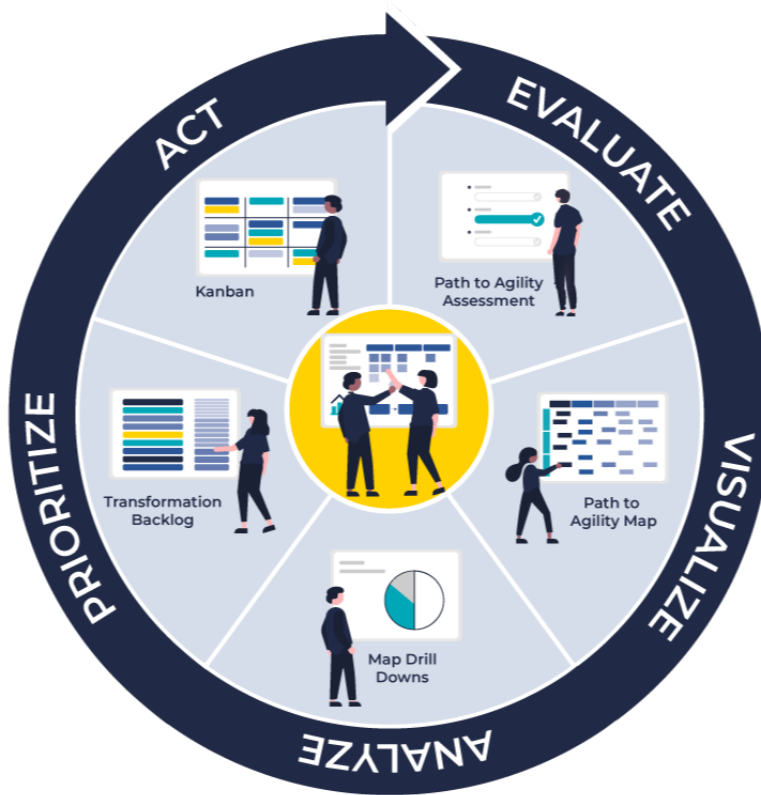 EVALUATE
Path to Agility
Assessment
VISUALIZE
Path to
Agility Map
ANALYZE
Map Drill
Downs
PRIORITIZE
Transformation
Backlog
ACT
Kanban